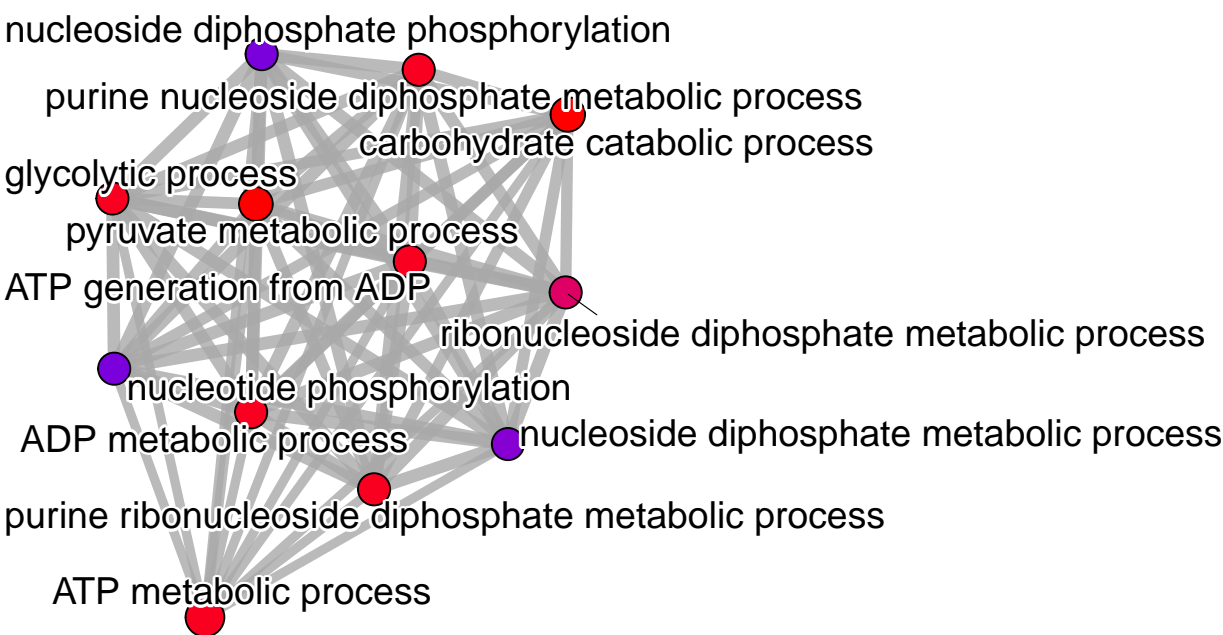 nucleoside diphosphate phosphorylation
purine nucleoside diphosphate metabolic process
carbohydrate catabolic process
glycolytic process
pyruvate metabolic process
ATP generation from ADP
ribonucleoside diphosphate metabolic process
nucleotide phosphorylation
ADP metabolic process
nucleoside diphosphate metabolic process
purine ribonucleoside diphosphate metabolic process
ATP metabolic process